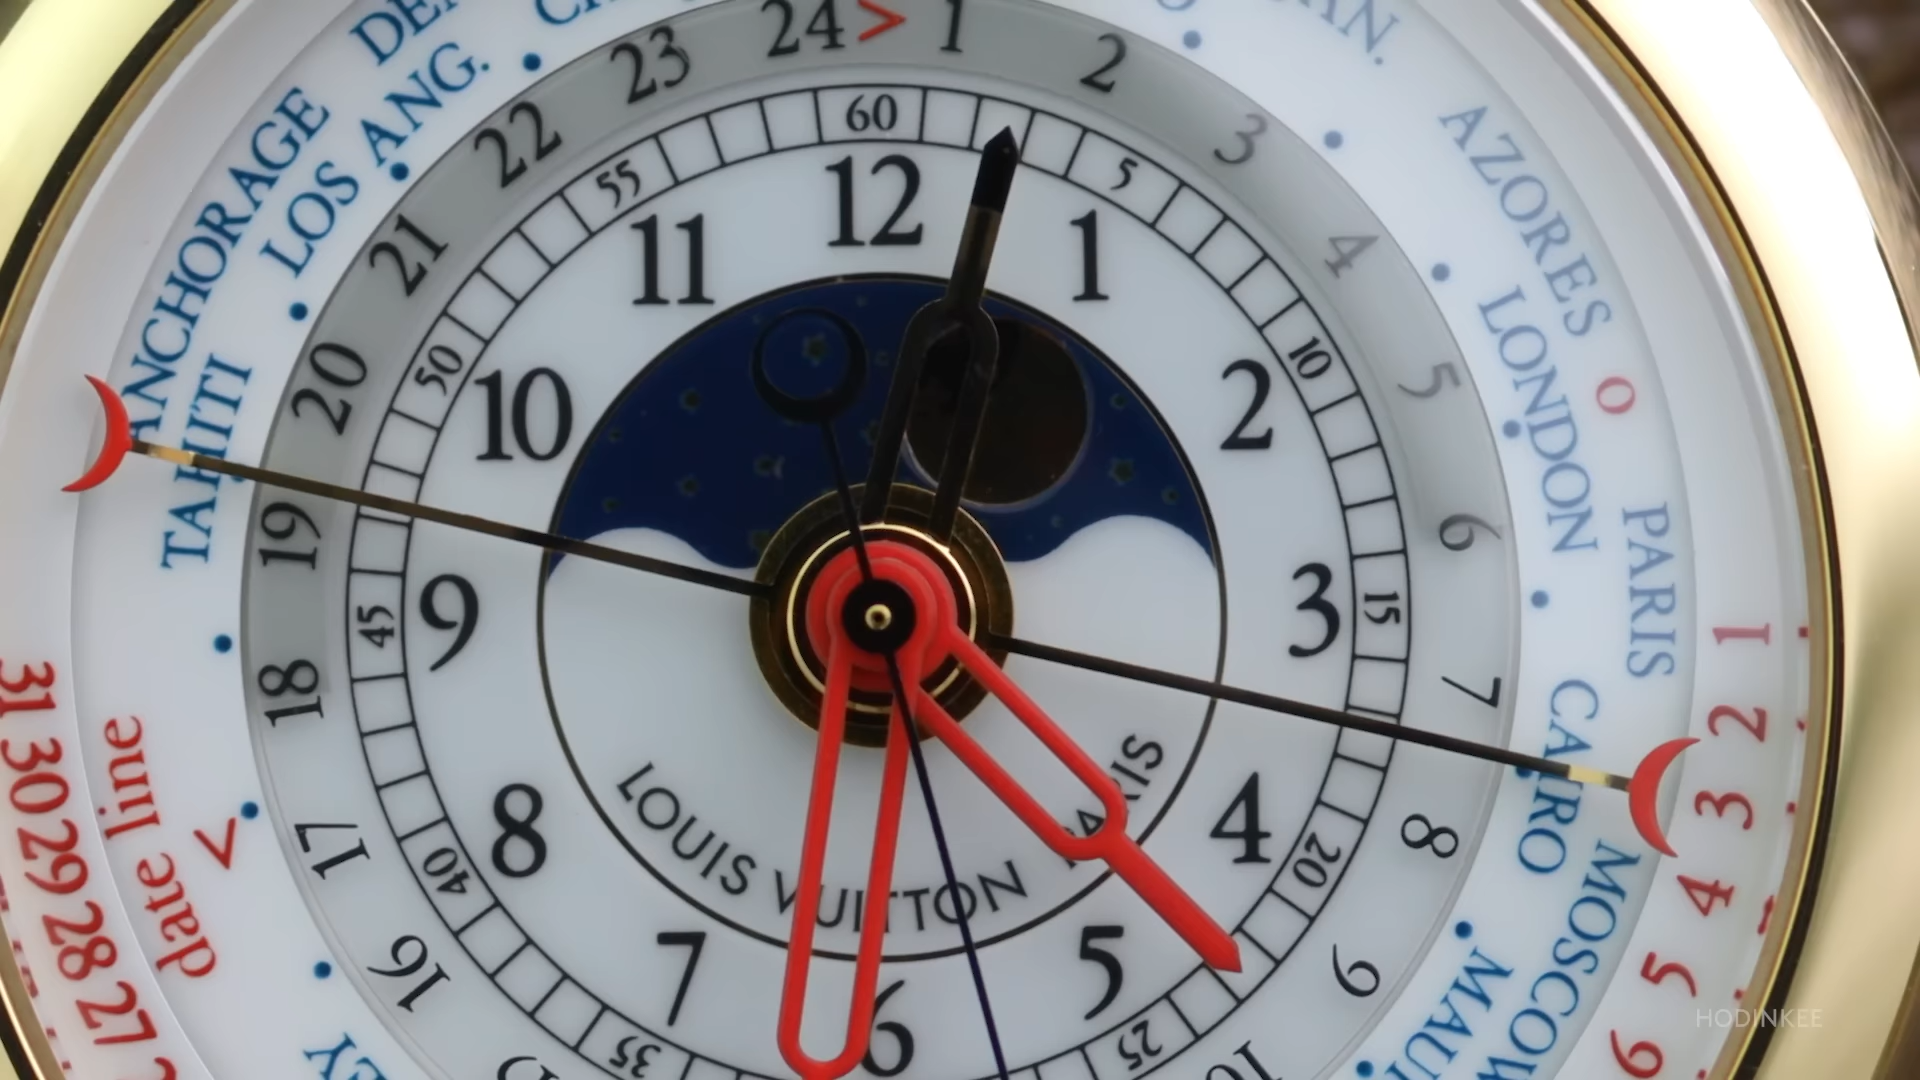 ANCHORAGE
LOS ANG.
TAHITI
AZORES
LONDON
O
PARIS
CAIRO
MOSCOW
date line
<
24 > 1 2 3 4 5 6 7 8 9 10
16 17 18 19 20 21 22 23
60 5 10 15 20 25
35 40 45 50 55
12 1 2 3 4 5 6 7 8 9 10 11
LOUIS VUITTON PARIS
31 30 29 28 27
1 2 3 4 5 6
HODINKEE